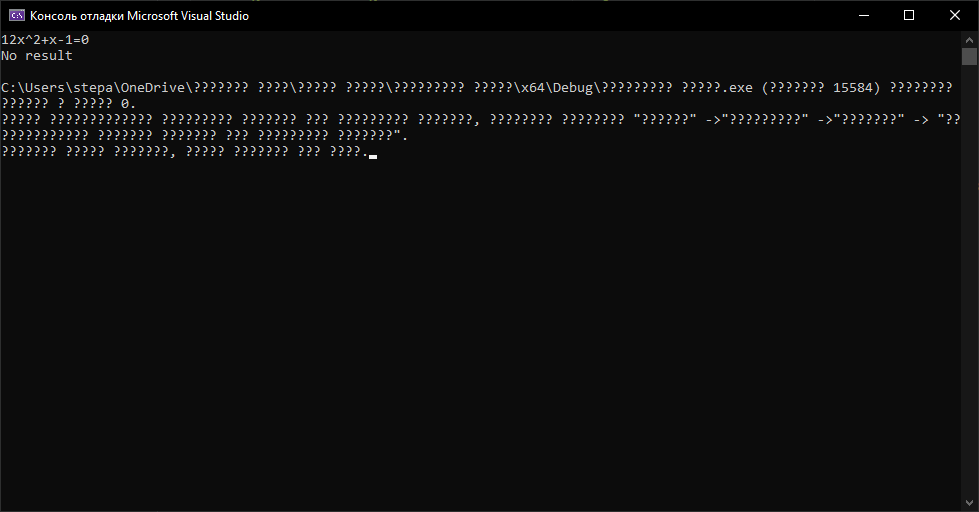 Консоль отладки Microsoft Visual Studio
12x^2+x-1=0
No result
C:\Users\stepa\OneDrive\??????? ????\????? ?????\????????? ?????\x64\Debug\????????? ?????.exe (??????? 15584) ????????
?????? ? ????? 0.
????? ????????????? ????????? ??????? ??? ????????? ???????, ???????? ???????? "??????" ->"?????????" ->"???????" -> "??
??????????? ??????? ??????? ??? ????????? ???????".
??????? ????? ???????, ????? ??????? ??? ????.